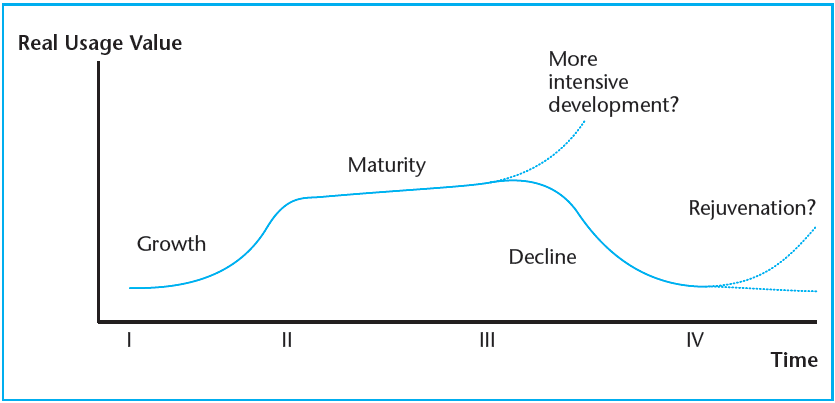 Real Usage Value
More
intensive
development?
Maturity
Rejuvenation?
Growth
Decline
I
II
III
IV
Time